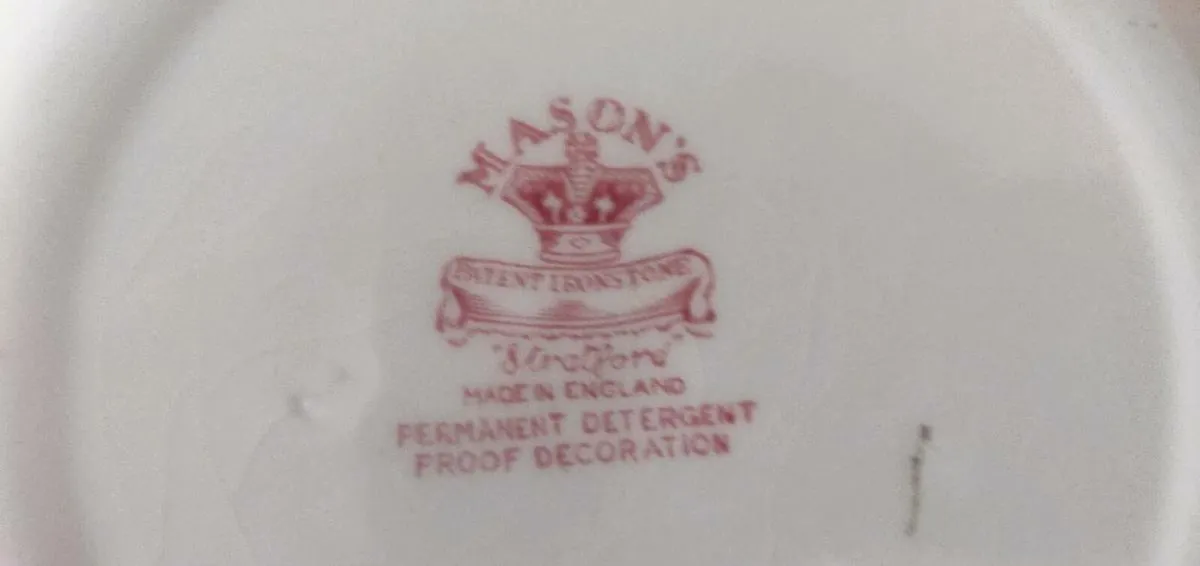 MASON'S
PATENT IRONSTONE
"Stratford"
MADE IN ENGLAND
PERMANENT DETERGENT
PROOF DECORATION